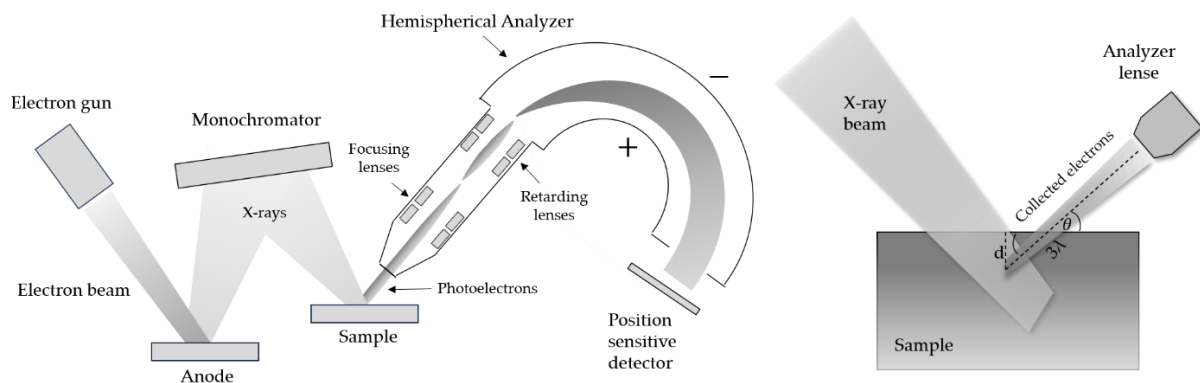 Hemispherical Analyzer
−
Electron gun
Monochromator
Focusing
lenses
+
X-rays
Retarding
lenses
Electron beam
Photoelectrons
Sample
Anode
Position
sensitive
detector
X-ray
beam
Analyzer
lense
Collected electrons
θ
d
3λ
Sample